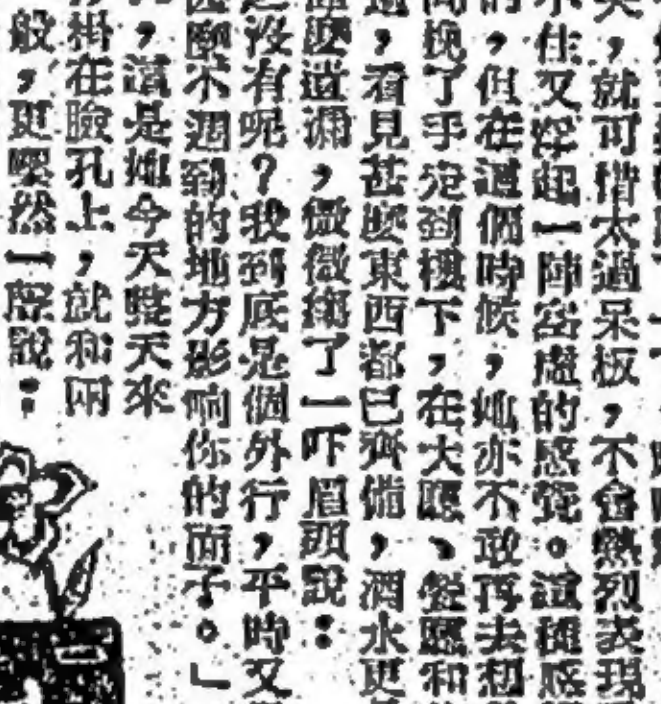 就可惜太過呆板，不會熱烈表現
不住又浮起一陣空虛的感覺。這種感
的，但在這個時候，她亦不敢再去想
挽了手走到樓下，在大廳、餐廳和
，看見甚麼東西都已齊備，酒水更
麼道彌，微微縐了一吓眉頭說：
沒有呢？我到底是個外行，平時又
不週到的地方影响你的面子。」
，這是她今天整天來
掛在臉孔上，就和兩
般，更嘿然一聲說：